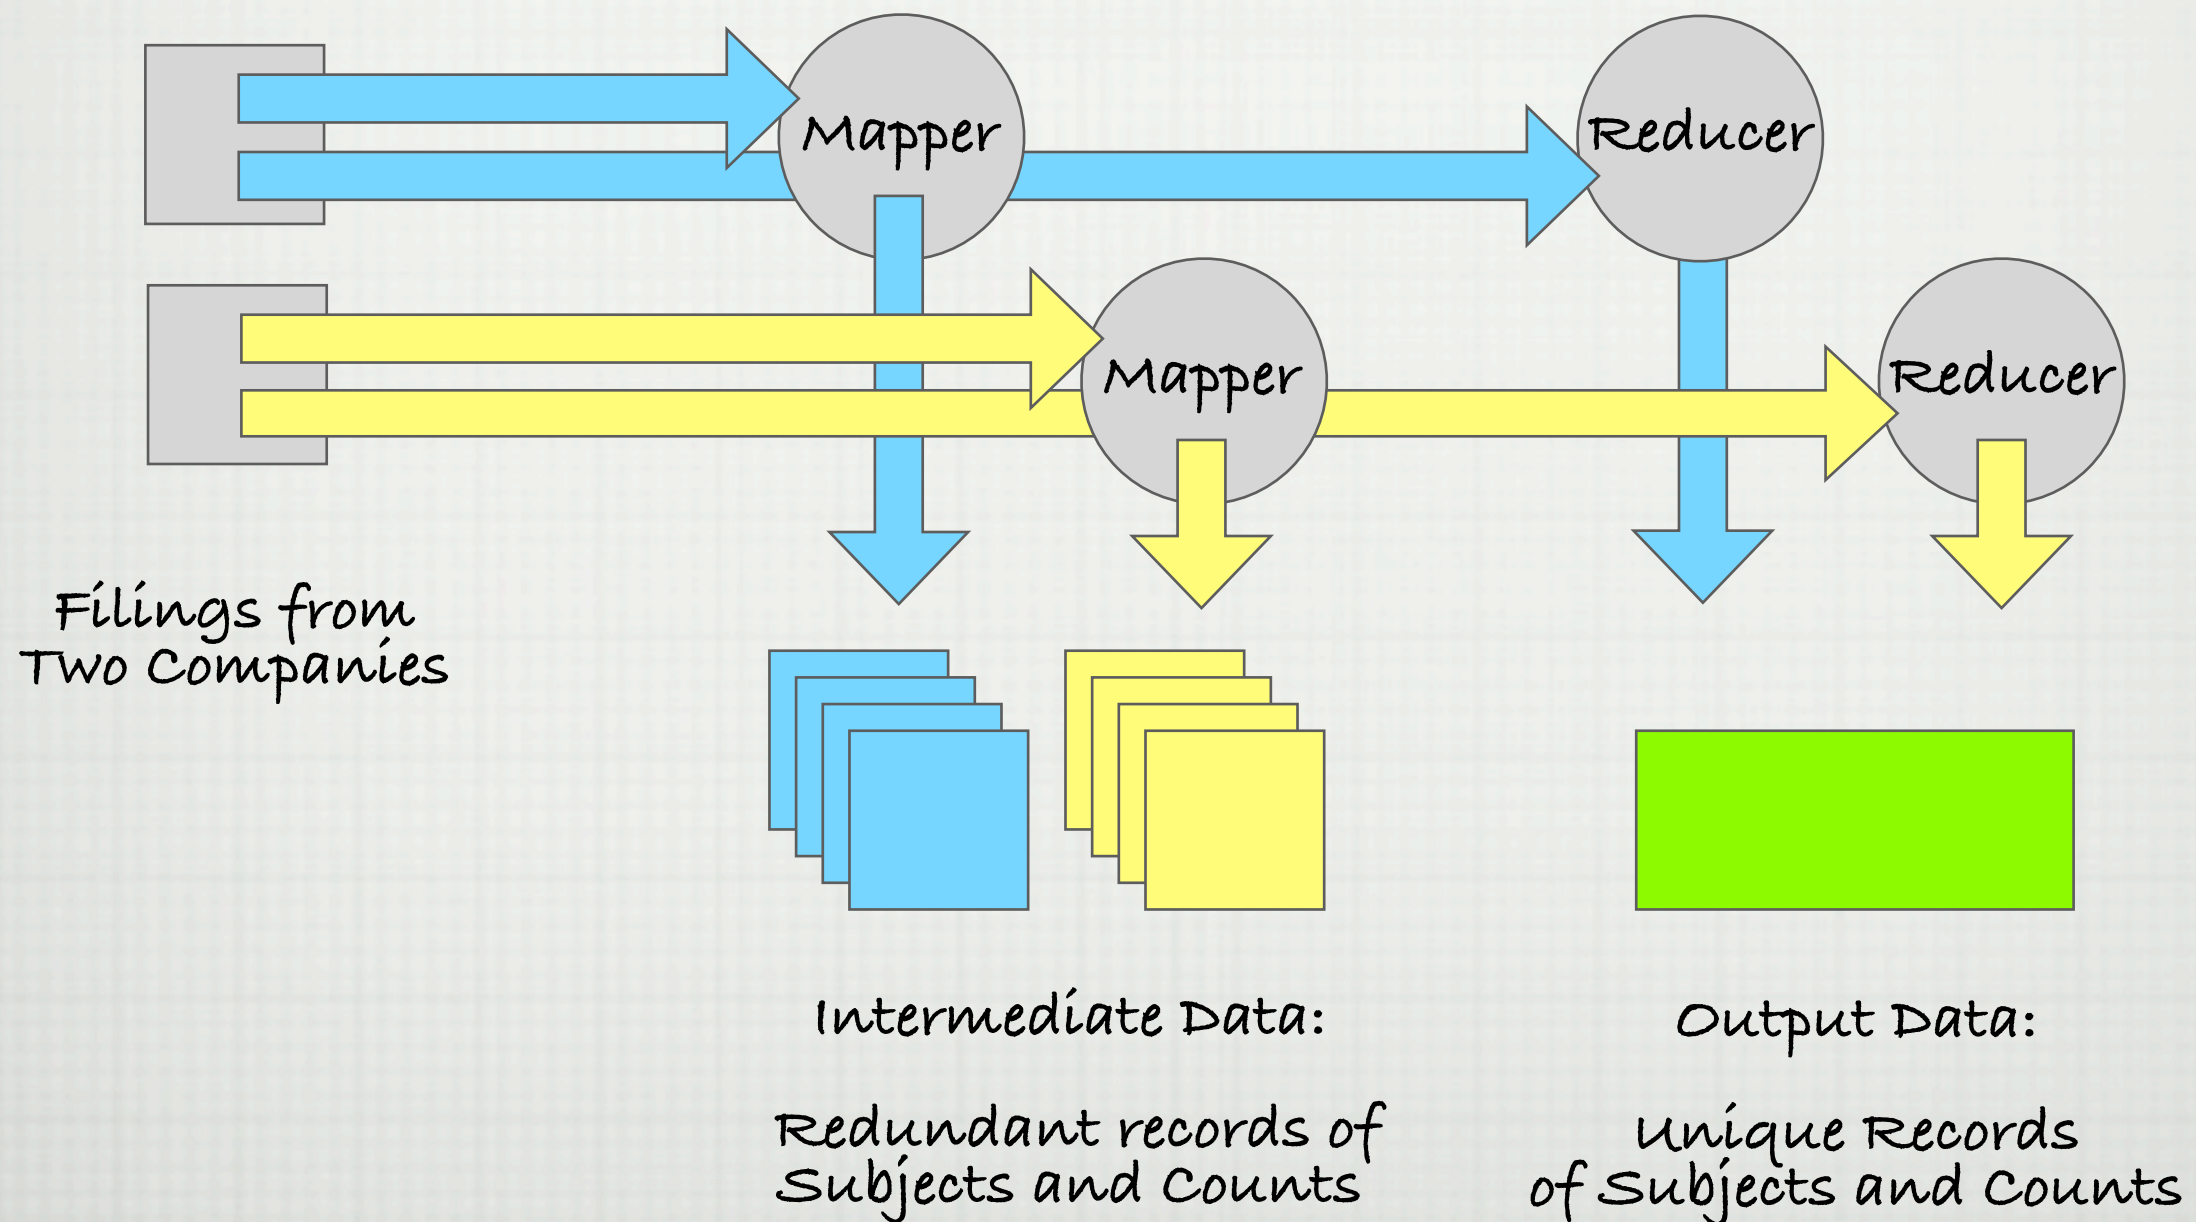 Mapper
Reducer
Mapper
Reducer
Filings from
Two Companies
Intermediate Data:
Redundant records of
Subjects and Counts
Output Data:
Unique Records
of Subjects and Counts